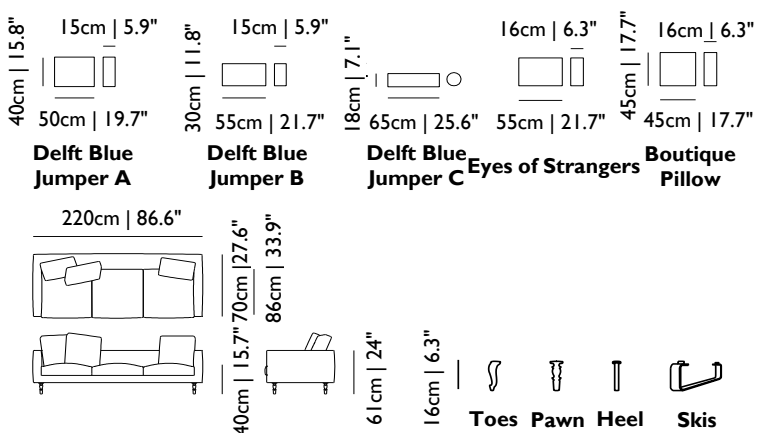 15cm | 5.9"
40cm | 15.8"
50cm | 19.7"
Delft Blue
Jumper A
15cm | 5.9"
30cm | 11.8"
55cm | 21.7"
Delft Blue
Jumper B
18cm | 7.1"
65cm | 25.6"
Delft Blue
Jumper C
16cm | 6.3"
55cm | 21.7"
Eyes of Strangers
16cm | 6.3"
45cm | 17.7"
45cm | 17.7"
Boutique
Pillow
220cm | 86.6"
70cm |27.6"
86cm | 33.9"
40cm | 15.7"
61cm | 24"
16cm | 6.3"
Toes
Pawn
Heel
Skis